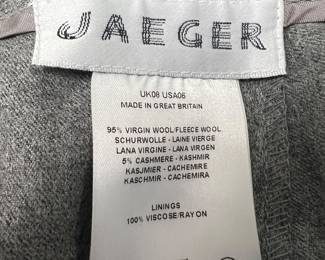 JAEGER
UK08 USA06
MADE IN GREAT BRITAIN
95% VIRGIN WOOL/FLEECE WOOL
SCHURWOLLE - LAINE VIERGE
LANA VIRGINE - LANA VIRGEN
5% CASHMERE - KASHMIR
KASJMIER - CACHEMIRE
KASCHMIR - CACHEMIRA
LININGS
100% VISCOSE/RAYON